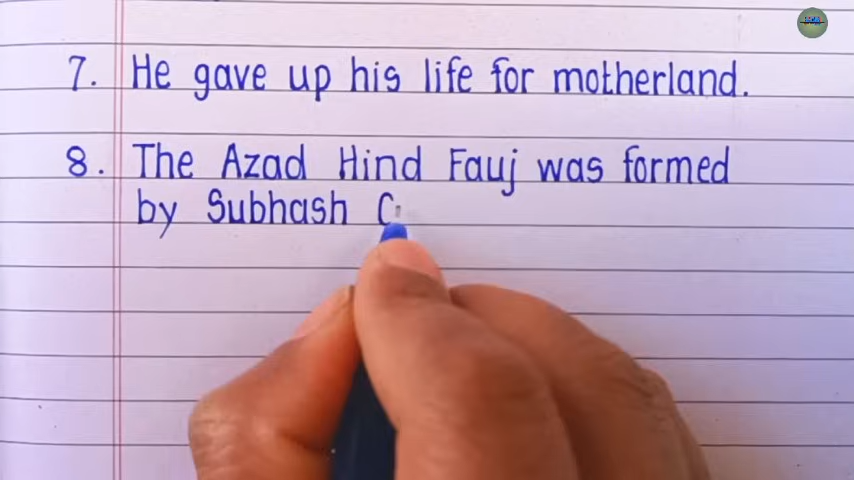 7. He gave up his life for motherland.
8. The Azad Hind Fauj was formed
by Subhash C